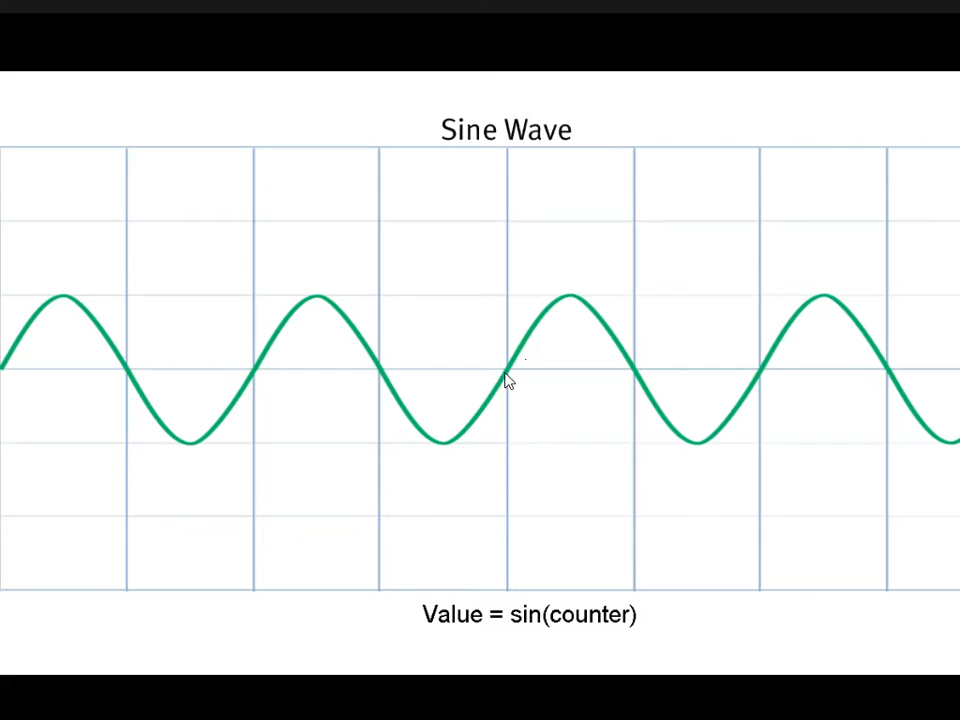 Sine Wave
Value = sin(counter)